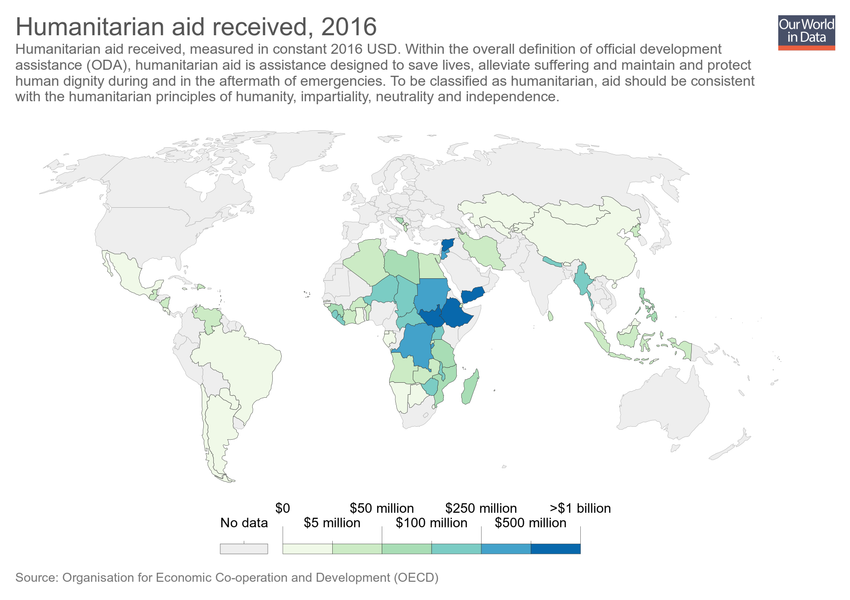 Humanitarian aid received, 2016
Our World
in Data
Humanitarian aid received, measured in constant 2016 USD. Within the overall definition of official development
assistance (ODA), humanitarian aid is assistance designed to save lives, alleviate suffering and maintain and protect
human dignity during and in the aftermath of emergencies. To be classified as humanitarian, aid should be consistent
with the humanitarian principles of humanity, impartiality, neutrality and independence.
$0 $50 million $250 million >$1 billion
No data $5 million $100 million $500 million
Source: Organisation for Economic Co-operation and Development (OECD)